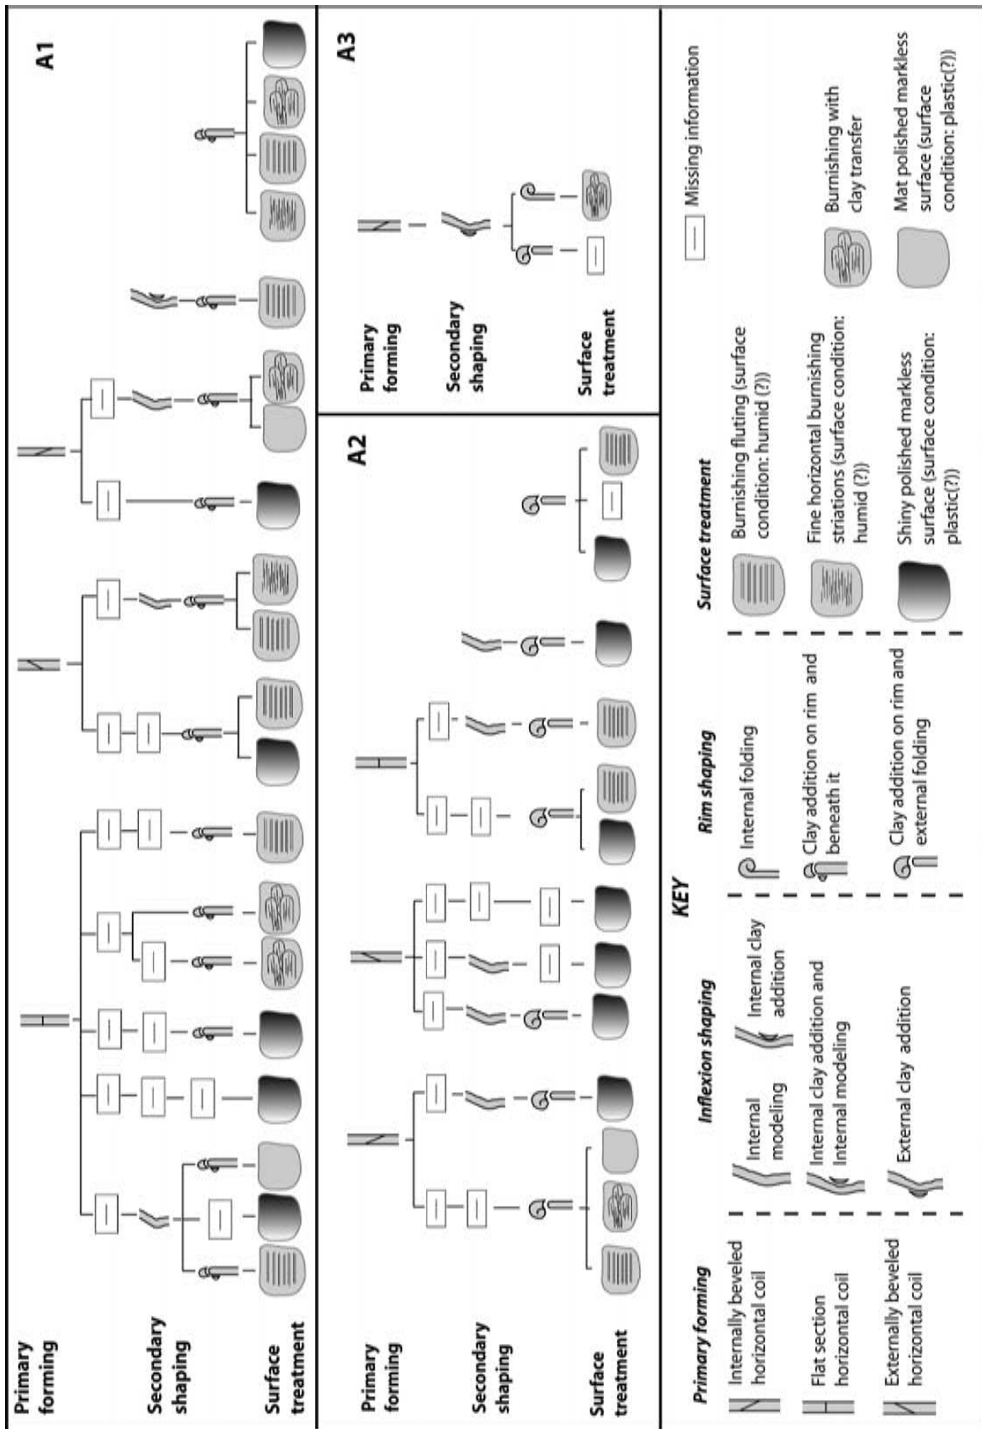 A1
Primary
forming
Secondary
shaping
Surface
treatment
A2
Primary
forming
Secondary
shaping
Surface
treatment
A3
Primary
forming
Secondary
shaping
Surface
treatment
KEY
Primary forming
Internally beveled
horizontal coil
Flat section
horizontal coil
Externally beveled
horizontal coil
Inflexion shaping
Internal
modeling
Internal clay
addition
Internal clay addition and
Internal modeling
External clay addition
Rim shaping
Internal folding
Clay addition on rim and
beneath it
Clay addition on rim and
external folding
Surface treatment
Burnishing fluting (surface
condition: humid (?))
Fine horizontal burnishing
striations (surface condition:
humid (?))
Shiny polished markless
surface (surface condition:
plastic(?))
Missing information
Burnishing with
clay transfer
Mat polished markless
surface (surface
condition: plastic(?))